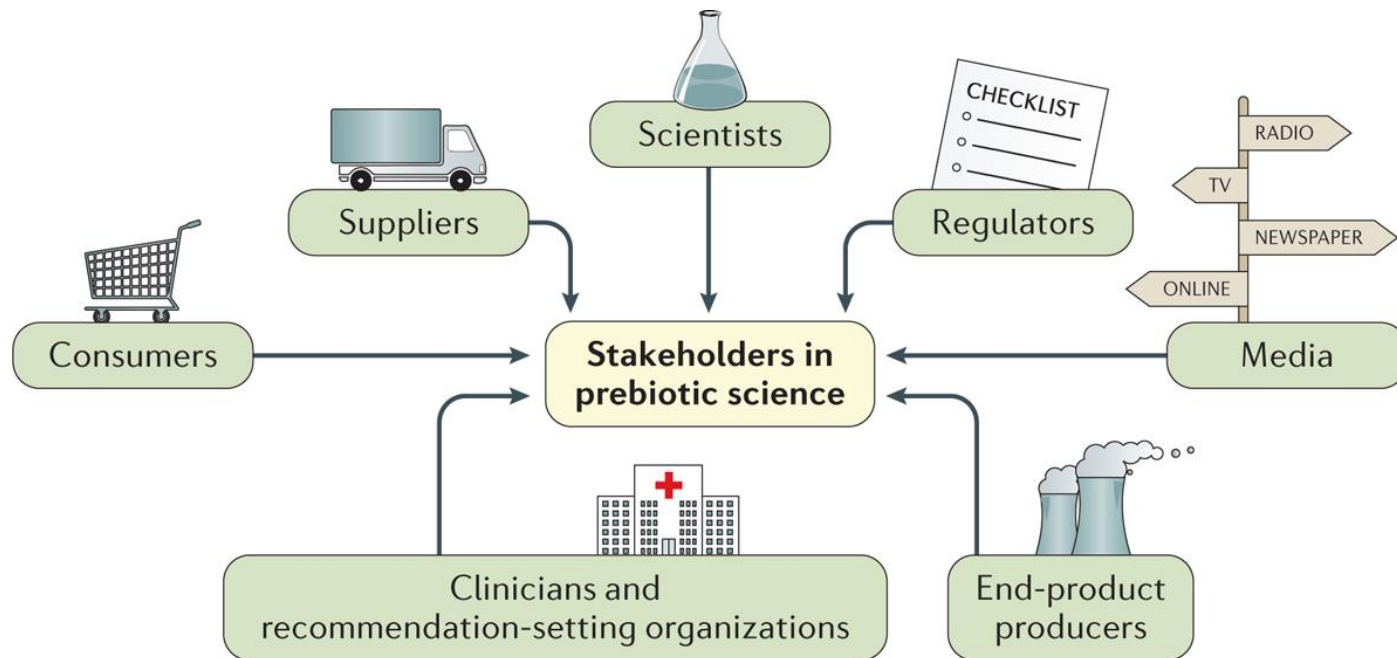 Scientists
CHECKLIST
Suppliers
Regulators
RADIO
TV
NEWSPAPER
ONLINE
Consumers
Stakeholders in
prebiotic science
Media
Clinicians and
recommendation-setting organizations
End-product
producers